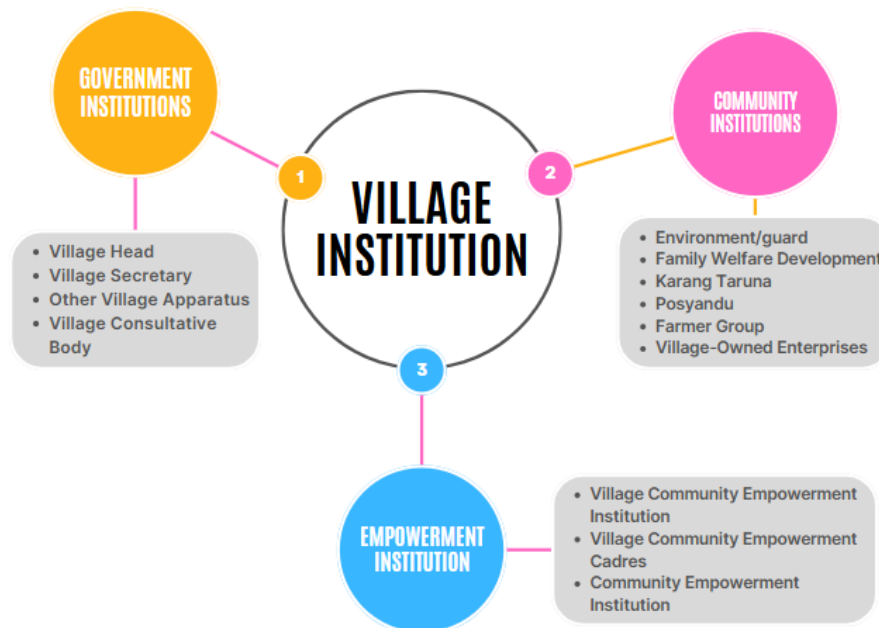 GOVERNMENT
INSTITUTIONS
COMMUNITY
INSTITUTIONS
1
2
VILLAGE
INSTITUTION
• Village Head
• Village Secretary
• Other Village Apparatus
• Village Consultative
Body
• Environment/guard
• Family Welfare Development
• Karang Taruna
• Posyandu
• Farmer Group
• Village-Owned Enterprises
3
EMPOWERMENT
INSTITUTION
• Village Community Empowerment
Institution
• Village Community Empowerment
Cadres
• Community Empowerment
Institution